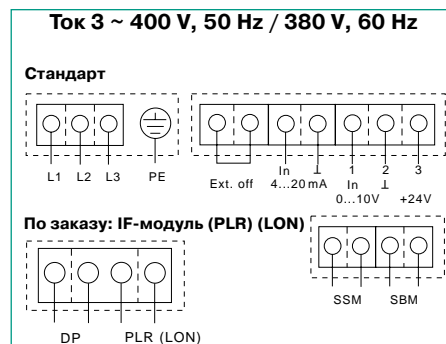 Ток 3 ~ 400 V, 50 Hz / 380 V, 60 Hz
Стандарт
L1 L2 L3 PE
Ext. off
In ⊥ 1 2 3
4...20 mA In ⊥
0...10V +24V
По заказу: IF-модуль (PLR) (LON)
SSM SBM
DP PLR (LON)